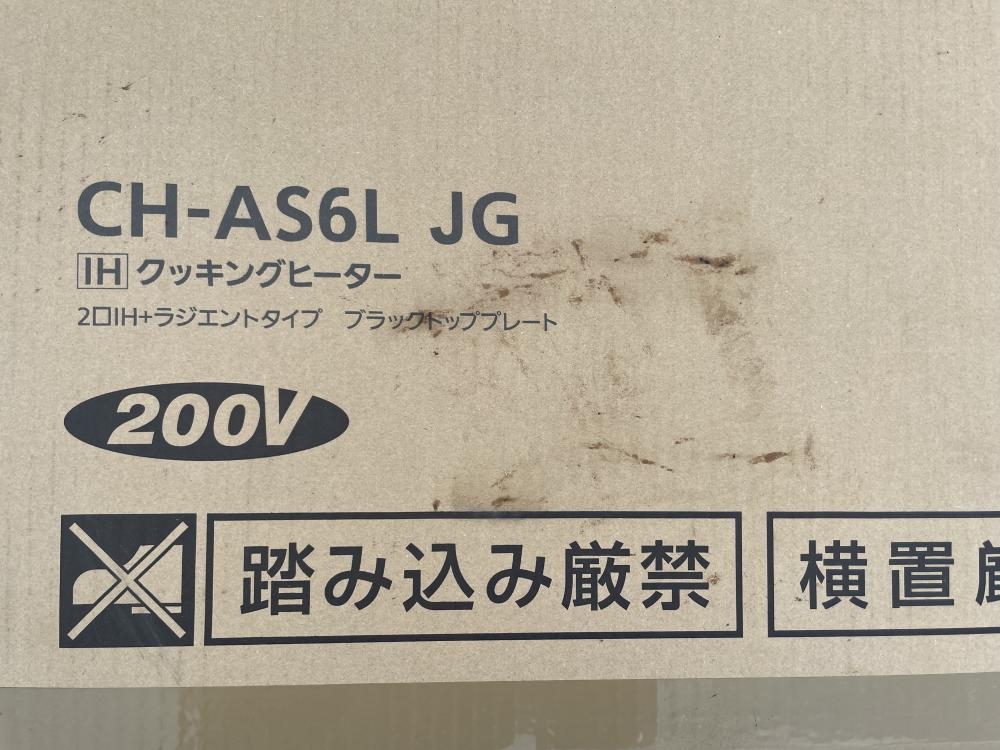 CH-AS6L JG
IH クッキングヒーター
2口IH+ラジエントタイプ ブラックトッププレート
200V
踏み込み厳禁
横置厳